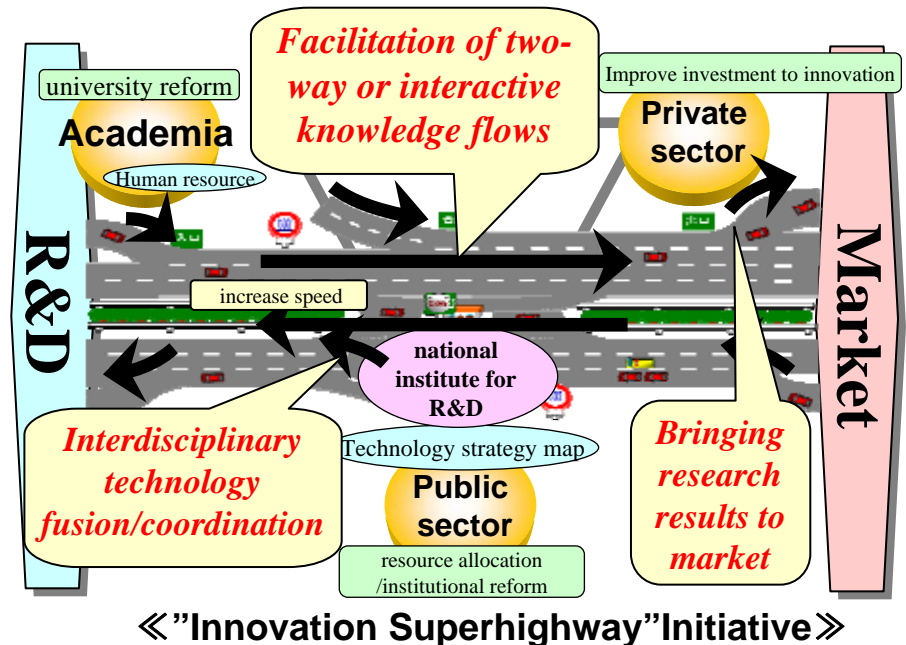 Facilitation of two-
way or interactive
knowledge flows
university reform
Academia
Human resource
Improve investment to innovation
Private
sector
R&D
Market
increase speed
national
institute for
R&D
Technology strategy map
Public
sector
resource allocation
/institutional reform
Interdisciplinary
technology
fusion/coordination
Bringing
research
results to
market
≪”Innovation Superhighway”Initiative≫